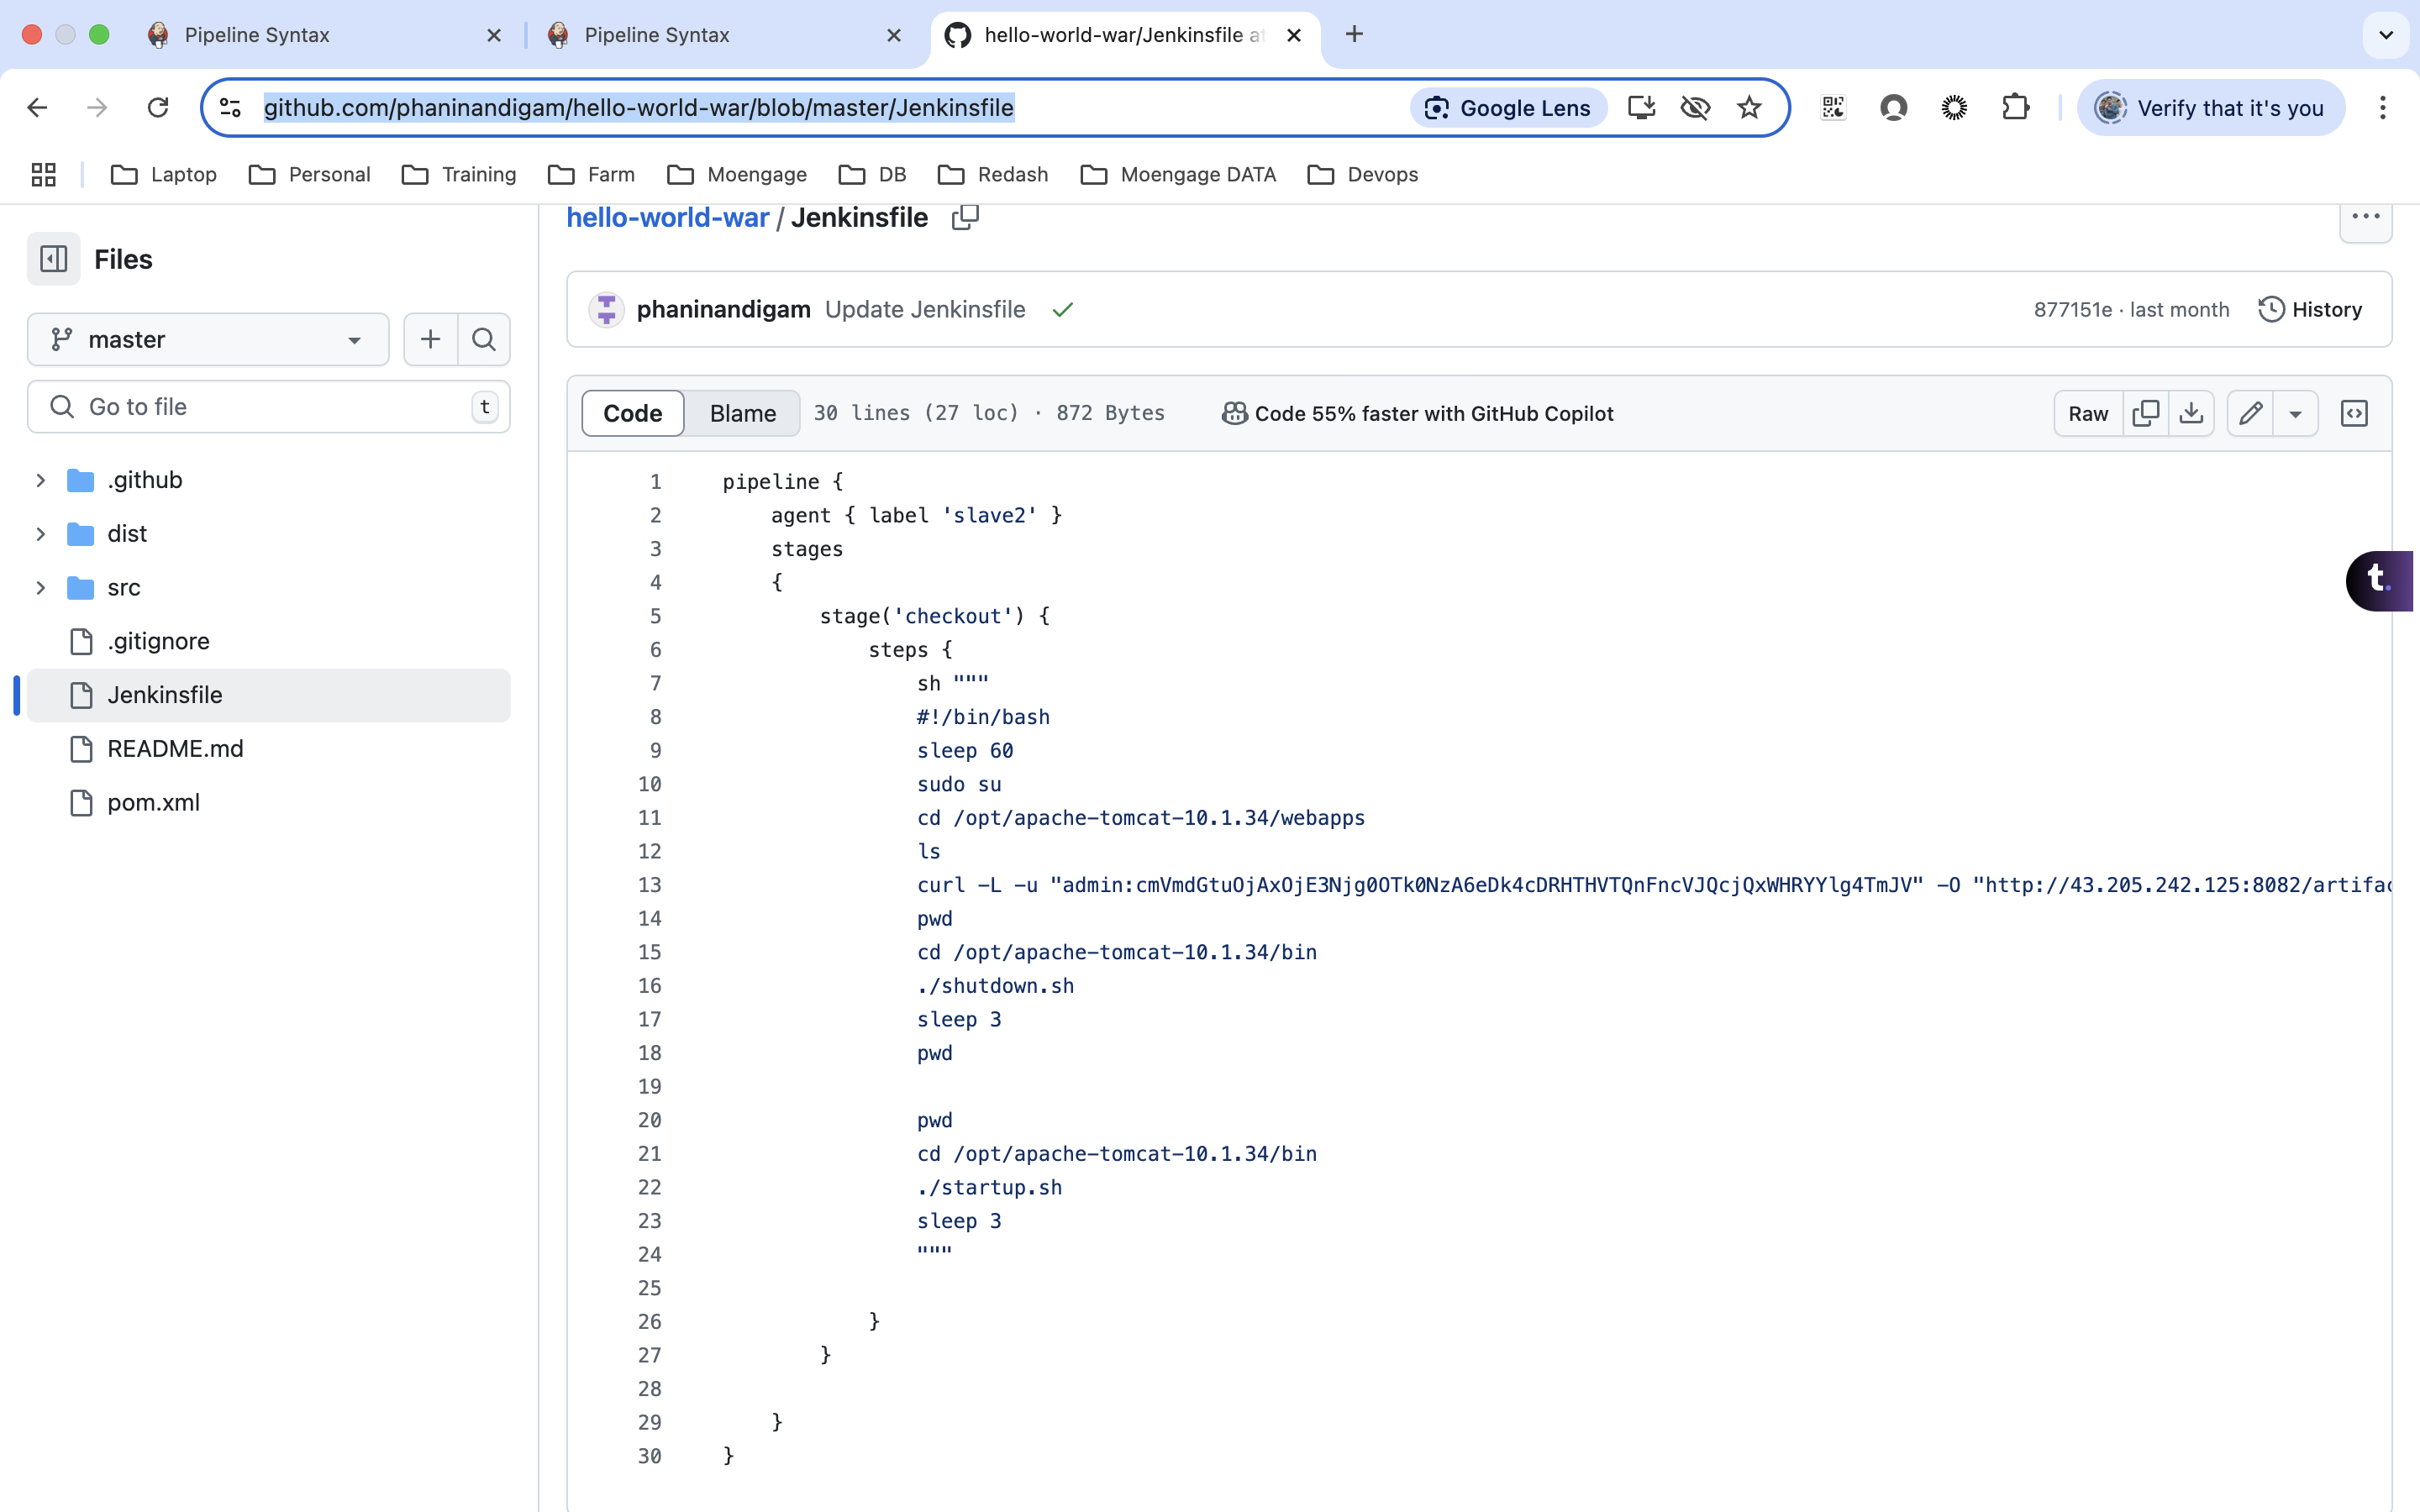 Pipeline Syntax
Pipeline Syntax
hello-world-war/Jenkinsfile at
github.com/phaninandigam/hello-world-war/blob/master/Jenkinsfile
Google Lens
Verify that it's you
Laptop
Personal
Training
Farm
Moengage
DB
Redash
Moengage DATA
Devops
Files
master
Go to file
t
.github
dist
src
.gitignore
Jenkinsfile
README.md
pom.xml
hello-world-war / Jenkinsfile
phaninandigam Update Jenkinsfile
877151e · last month
History
Code
Blame
30 lines (27 loc) · 872 Bytes
Code 55% faster with GitHub Copilot
Raw
1 pipeline {
2 agent { label 'slave2' }
3 stages
4 {
5 stage('checkout') {
6 steps {
7 sh """
8 #!/bin/bash
9 sleep 60
10 sudo su
11 cd /opt/apache-tomcat-10.1.34/webapps
12 ls
13 curl -L -u "admin:cmVmdGtuOjAxOjE3Njg0OTk0NzA6eDk4cDRHTHVTQnFncVJQcjQxWHRYYlg4TmJV" -O "http://43.205.242.125:8082/artifac
14 pwd
15 cd /opt/apache-tomcat-10.1.34/bin
16 ./shutdown.sh
17 sleep 3
18 pwd
19
20 pwd
21 cd /opt/apache-tomcat-10.1.34/bin
22 ./startup.sh
23 sleep 3
24 """
25
26 }
27 }
28
29 }
30 }
t.